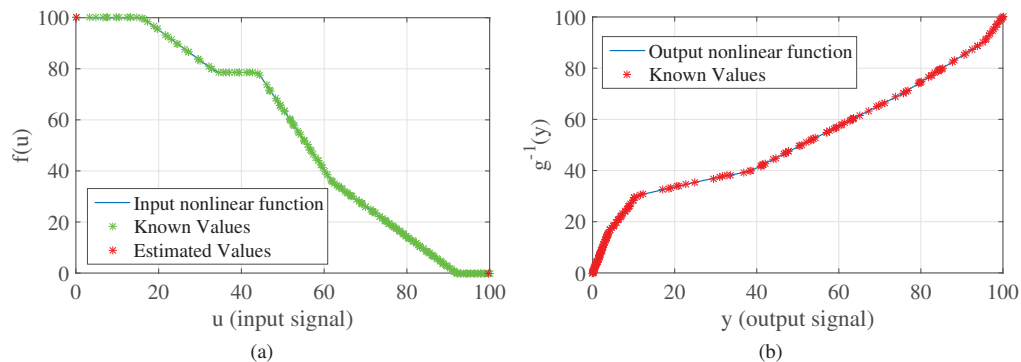 100
80
60
40
20
0
f(u)
Input nonlinear function
Known Values
Estimated Values
0 20 40 60 80 100
u (input signal)
(a)
100
80
60
40
20
0
g-1(y)
Output nonlinear function
Known Values
0 20 40 60 80 100
y (output signal)
(b)